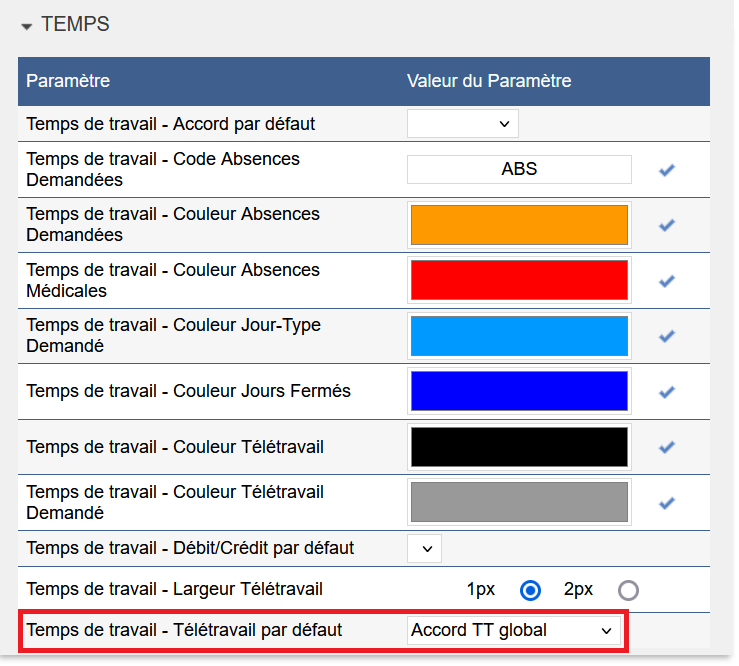 TEMPS
Paramètre Valeur du Paramètre
Temps de travail - Accord par défaut
Temps de travail - Code Absences
Demandées
ABS
Temps de travail - Couleur Absences
Demandées
Temps de travail - Couleur Absences
Médicales
Temps de travail - Couleur Jour-Type
Demandé
Temps de travail - Couleur Jours Fermés
Temps de travail - Couleur Télétravail
Temps de travail - Couleur Télétravail
Demandé
Temps de travail - Débit/Crédit par défaut
Temps de travail - Largeur Télétravail 1px 2px
Temps de travail - Télétravail par défaut Accord TT global